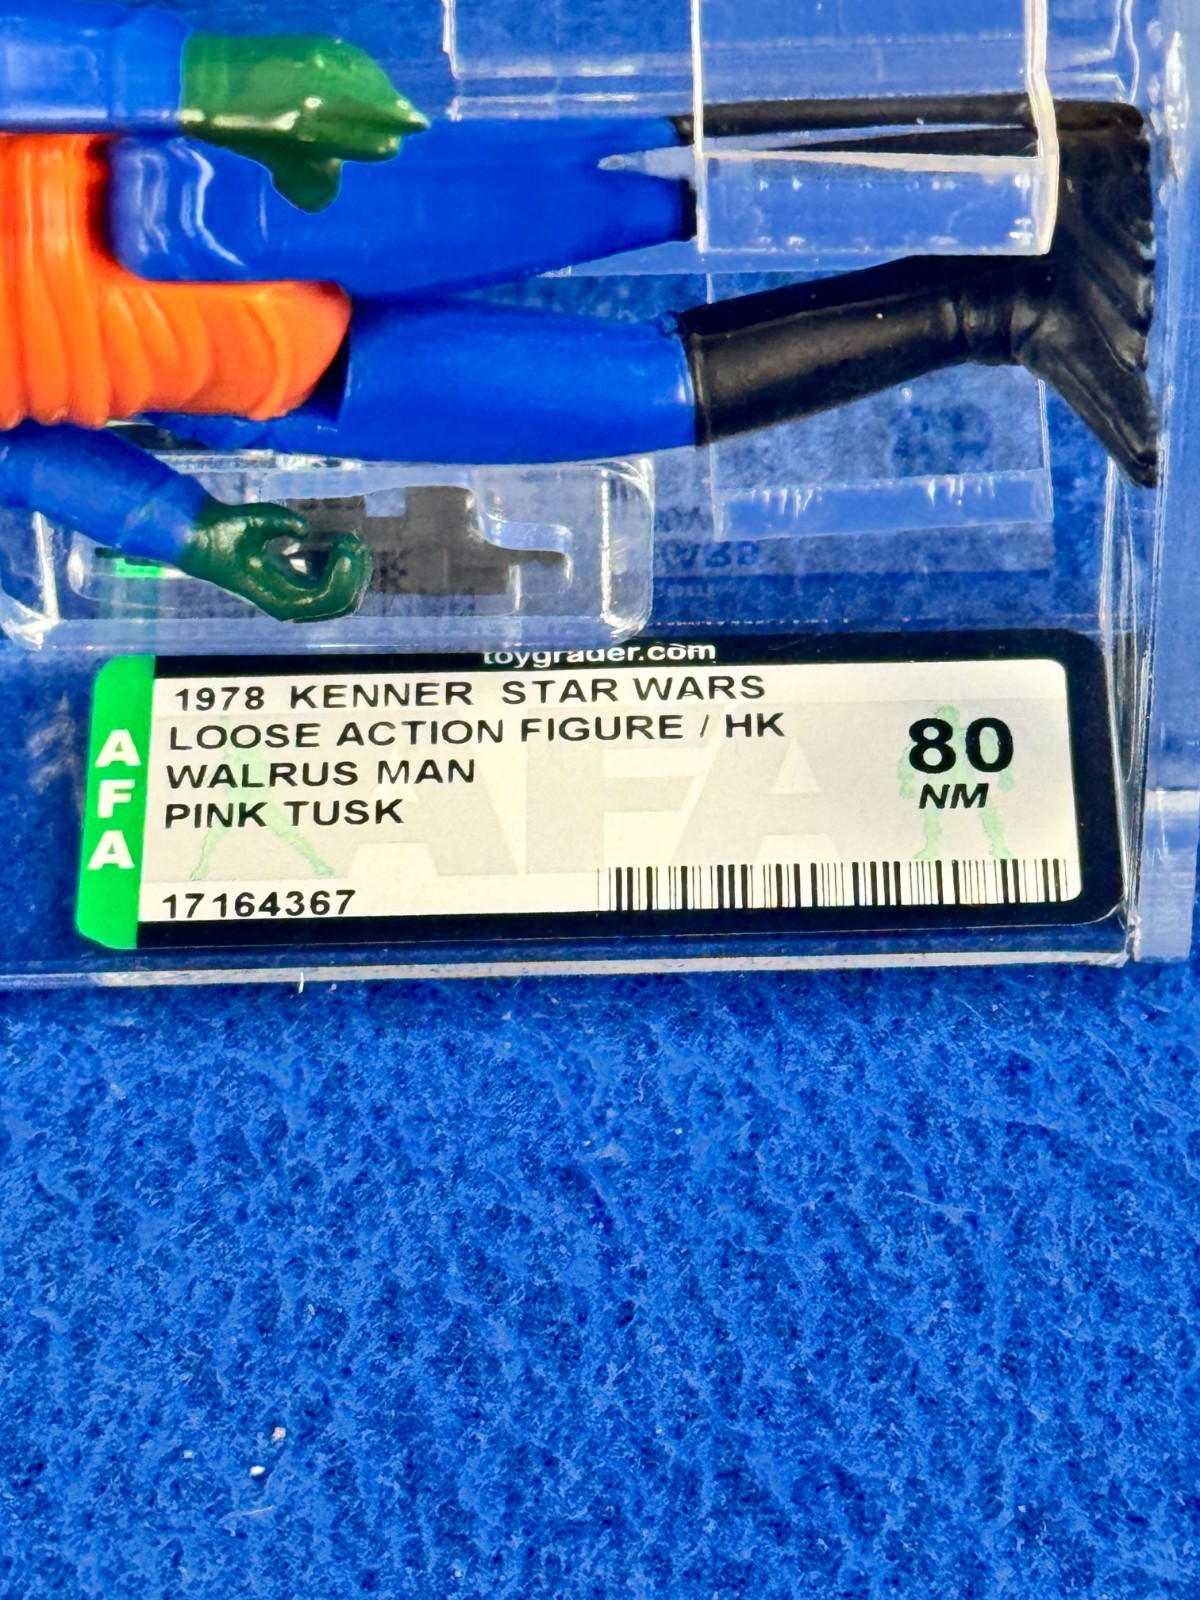 toygrader.com
1978 KENNER STAR WARS
LOOSE ACTION FIGURE / HK
WALRUS MAN
PINK TUSK
80
NM
AFA
17164367